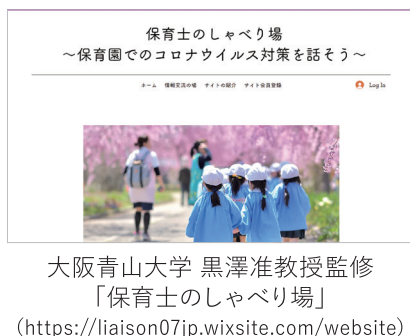 保育士のしゃべり場
～保育園でのコロナウイルス対策を話そう～
ホーム 情報交流の場 サイトの紹介 サイト会員登録 Log In
大阪青山大学 黒澤准教授監修
「保育士のしゃべり場」
(https://liaison07jp.wixsite.com/website)